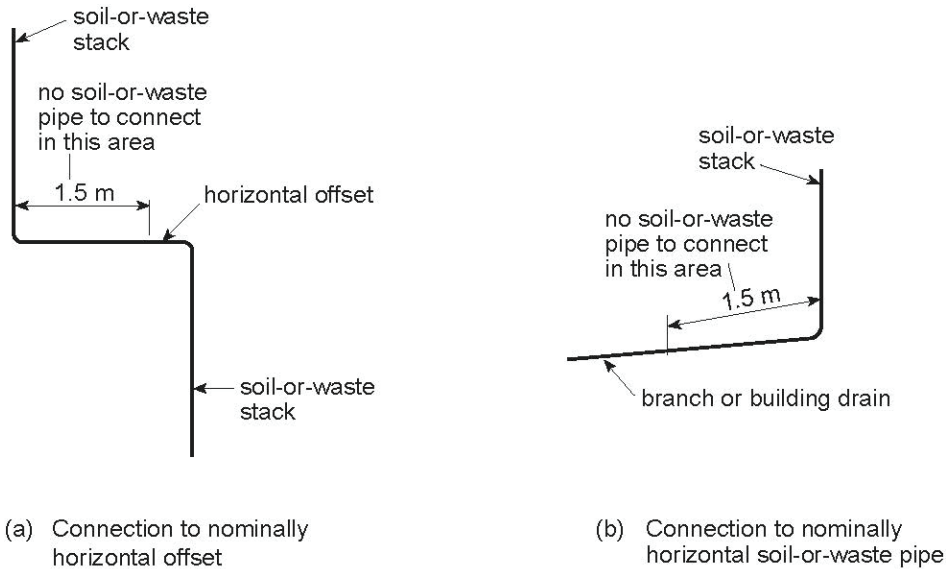 soil-or-waste
stack
no soil-or-waste
pipe to connect
in this area
1.5 m
horizontal offset
soil-or-waste
stack
(a) Connection to nominally
horizontal offset
soil-or-waste
stack
no soil-or-waste
pipe to connect
in this area
1.5 m
branch or building drain
(b) Connection to nominally
horizontal soil-or-waste pipe